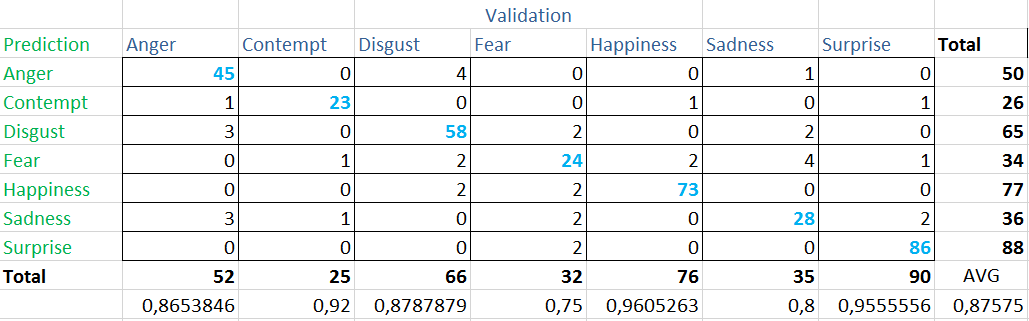 Validation
Prediction Anger Contempt Disgust Fear Happiness Sadness Surprise Total
Anger 45 0 4 0 0 1 0 50
Contempt 1 23 0 0 1 0 1 26
Disgust 3 0 58 2 0 2 0 65
Fear 0 1 2 24 2 4 1 34
Happiness 0 0 2 2 73 0 0 77
Sadness 3 1 0 2 0 28 2 36
Surprise 0 0 0 2 0 0 86 88
Total 52 25 66 32 76 35 90 AVG
0,8653846 0,92 0,8787879 0,75 0,9605263 0,8 0,9555556 0,87575